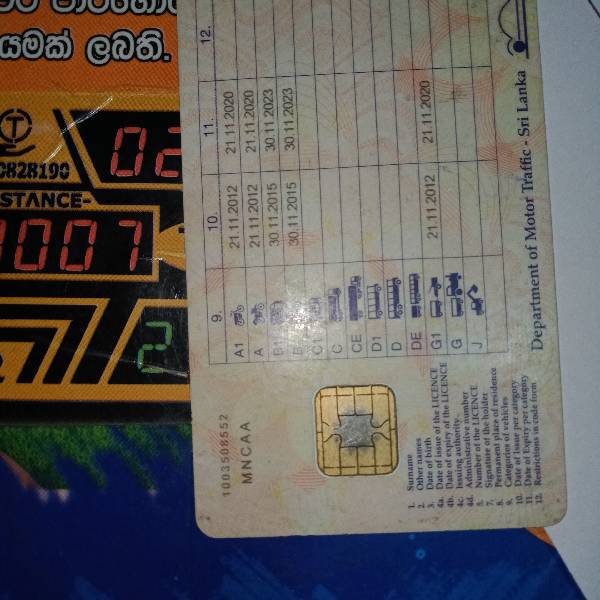 යමක් ලබති.
0828190
STANCE-
007
02
2
12.
11.
10.
9.
A1 21.11.2012 21.11.2020
A 21.11.2012 21.11.2020
B1 30.11.2015 30.11.2023
B 30.11.2015 30.11.2023
C1
C
CE
D1
D
DE
G1 21.11.2012 21.11.2020
G
J
Department of Motor Traffic - Sri Lanka
1003508552
MNCAA
1. Surname
2. Other names
3. Date of birth
4a. Date of issue of the LICENCE
4b. Date of expiry of the LICENCE
4c. Issuing authority
4d. Administrative number
5. Number of the LICENCE
7. Signature of the holder
8. Permanent place of residence
9. Categories of vehicles
10. Date of issue per category
11. Date of Expiry per category
12. Restrictions in code form